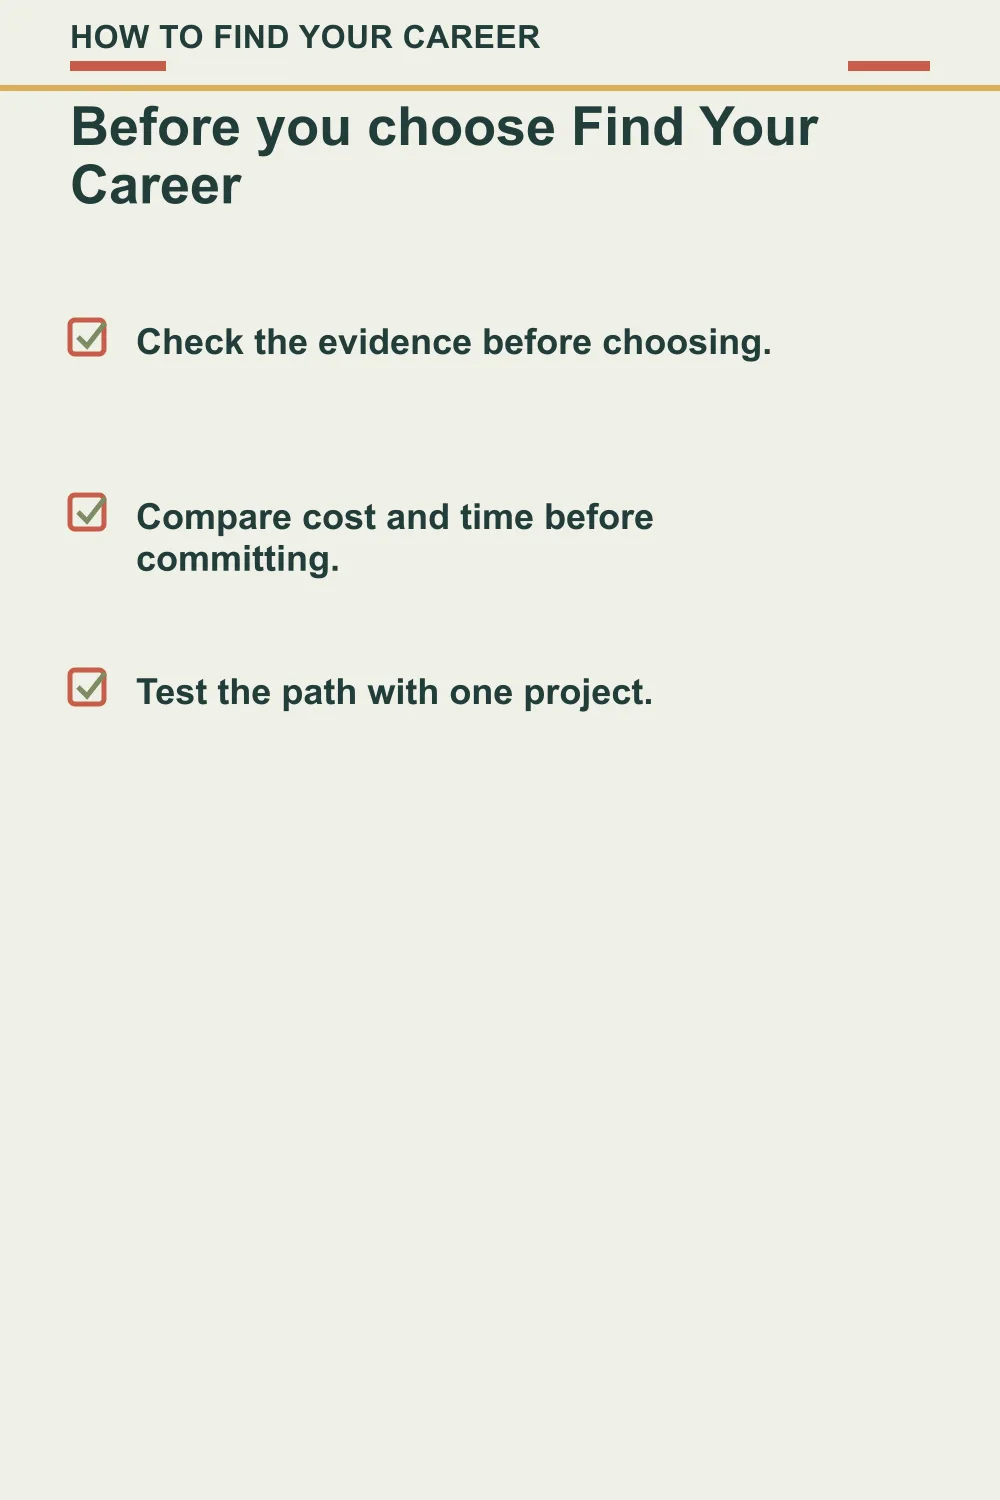 HOW TO FIND YOUR CAREER
Before you choose Find Your
Career
Check the evidence before choosing.
Compare cost and time before
committing.
Test the path with one project.